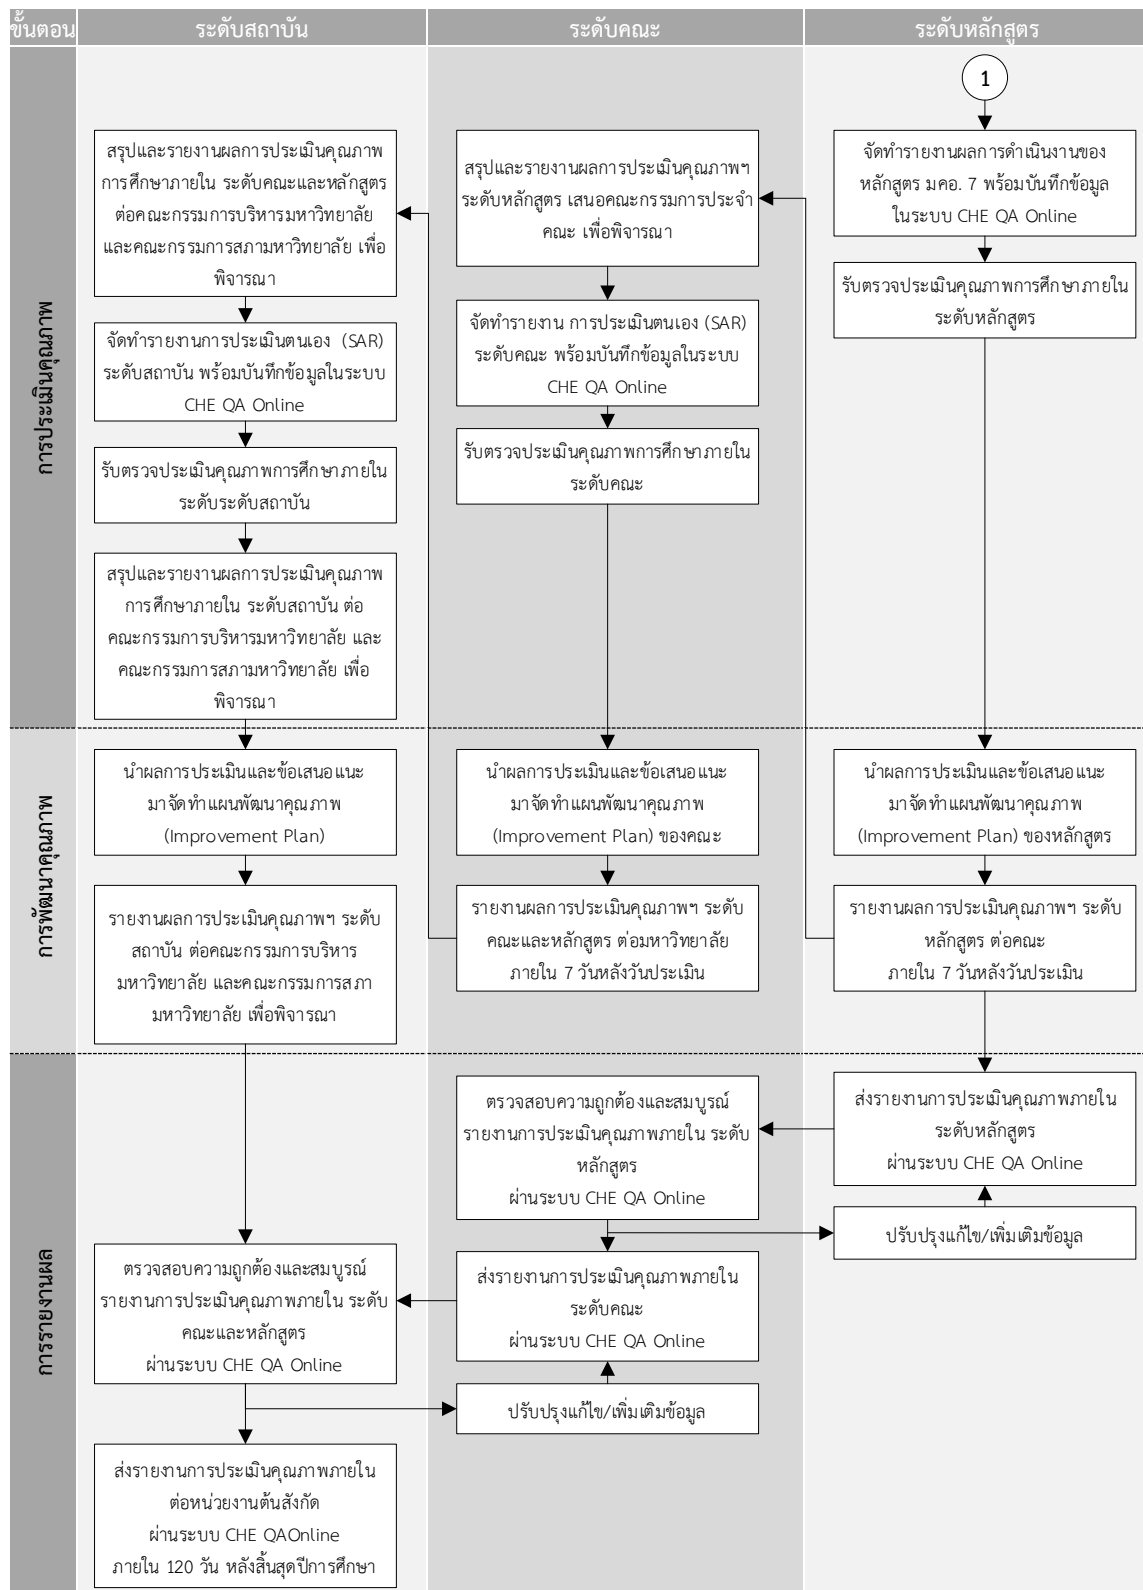 ขั้นตอน
ระดับสถาบัน
ระดับคณะ
ระดับหลักสูตร
การประเมินคุณภาพ
1
สรุปและรายงานผลการประเมินคุณภาพ
การศึกษาภายใน ระดับคณะและหลักสูตร
ต่อคณะกรรมการบริหารมหาวิทยาลัย
และคณะกรรมการสภามหาวิทยาลัย เพื่อ
พิจารณา
สรุปและรายงานผลการประเมินคุณภาพฯ
ระดับหลักสูตร เสนอคณะกรรมการประจำ
คณะ เพื่อพิจารณา
จัดทำรายงานผลการดำเนินงานของ
หลักสูตร มคอ. 7 พร้อมบันทึกข้อมูล
ในระบบ CHE QA Online
รับตรวจประเมินคุณภาพการศึกษาภายใน
ระดับหลักสูตร
จัดทำรายงานการประเมินตนเอง (SAR)
ระดับสถาบัน พร้อมบันทึกข้อมูลในระบบ
CHE QA Online
จัดทำรายงาน การประเมินตนเอง (SAR)
ระดับคณะ พร้อมบันทึกข้อมูลในระบบ
CHE QA Online
รับตรวจประเมินคุณภาพการศึกษาภายใน
ระดับระดับสถาบัน
รับตรวจประเมินคุณภาพการศึกษาภายใน
ระดับคณะ
สรุปและรายงานผลการประเมินคุณภาพ
การศึกษาภายใน ระดับสถาบัน ต่อ
คณะกรรมการบริหารมหาวิทยาลัย และ
คณะกรรมการสภามหาวิทยาลัย เพื่อ
พิจารณา
การพัฒนาคุณภาพ
นำผลการประเมินและข้อเสนอแนะ
มาจัดทำแผนพัฒนาคุณภาพ
(Improvement Plan)
นำผลการประเมินและข้อเสนอแนะ
มาจัดทำแผนพัฒนาคุณภาพ
(Improvement Plan) ของคณะ
นำผลการประเมินและข้อเสนอแนะ
มาจัดทำแผนพัฒนาคุณภาพ
(Improvement Plan) ของหลักสูตร
รายงานผลการประเมินคุณภาพฯ ระดับ
สถาบัน ต่อคณะกรรมการบริหาร
มหาวิทยาลัย และคณะกรรมการสภา
มหาวิทยาลัย เพื่อพิจารณา
รายงานผลการประเมินคุณภาพฯ ระดับ
คณะและหลักสูตร ต่อมหาวิทยาลัย
ภายใน 7 วันหลังวันประเมิน
รายงานผลการประเมินคุณภาพฯ ระดับ
หลักสูตร ต่อคณะ
ภายใน 7 วันหลังวันประเมิน
การรายงานผล
ตรวจสอบความถูกต้องและสมบูรณ์
รายงานการประเมินคุณภาพภายใน ระดับ
หลักสูตร
ผ่านระบบ CHE QA Online
ส่งรายงานการประเมินคุณภาพภายใน
ระดับหลักสูตร
ผ่านระบบ CHE QA Online
ปรับปรุงแก้ไข/เพิ่มเติมข้อมูล
ตรวจสอบความถูกต้องและสมบูรณ์
รายงานการประเมินคุณภาพภายใน ระดับ
คณะและหลักสูตร
ผ่านระบบ CHE QA Online
ส่งรายงานการประเมินคุณภาพภายใน
ระดับคณะ
ผ่านระบบ CHE QA Online
ปรับปรุงแก้ไข/เพิ่มเติมข้อมูล
ส่งรายงานการประเมินคุณภาพภายใน
ต่อหน่วยงานต้นสังกัด
ผ่านระบบ CHE QAOnline
ภายใน 120 วัน หลังสิ้นสุดปีการศึกษา